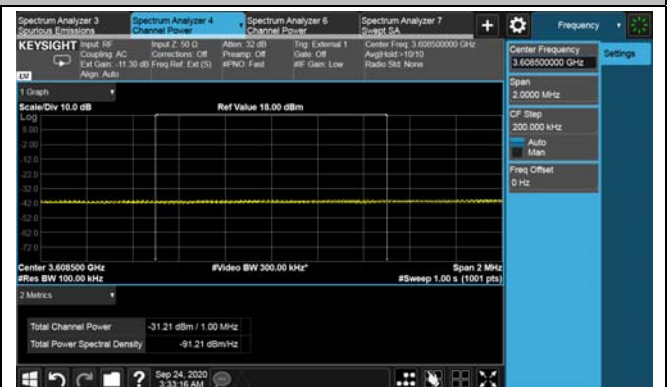 Spectrum Analyzer 3
Spurious Emissions
Spectrum Analyzer 4
Channel Power
Spectrum Analyzer 6
Channel Power
Spectrum Analyzer 7
Swept SA
Frequency
KEYSIGHT
Input: RF
Coupling: AC
Ext Gain: -11.30 dB
Align: Auto
Input Z: 50 Ω
Corrections: Off
Freq Ref: Ext (S)
Atten: 32 dB
Preamp: Off
#PNO: Fast
Trig: External 1
Gate: Off
#IF Gain: Low
Center Freq: 3.608500000 GHz
Avg|Hold:>10/10
Radio Std: None
Center Frequency
3.608500000 GHz
Settings
Span
2.0000 MHz
CF Step
200.000 kHz
Auto
Man
Freq Offset
0 Hz
1 Graph
Scale/Div 10.0 dB
Ref Value 18.00 dBm
Log
8.00
-2.00
-12.0
-22.0
-32.0
-42.0
-52.0
-62.0
-72.0
Center 3.608500 GHz
#Video BW 300.00 kHz*
Span 2 MHz
#Res BW 100.00 kHz
#Sweep 1.00 s (1001 pts)
2 Metrics
Total Channel Power -31.21 dBm / 1.00 MHz
Total Power Spectral Density -91.21 dBm/Hz
Sep 24, 2020
3:33:16 AM